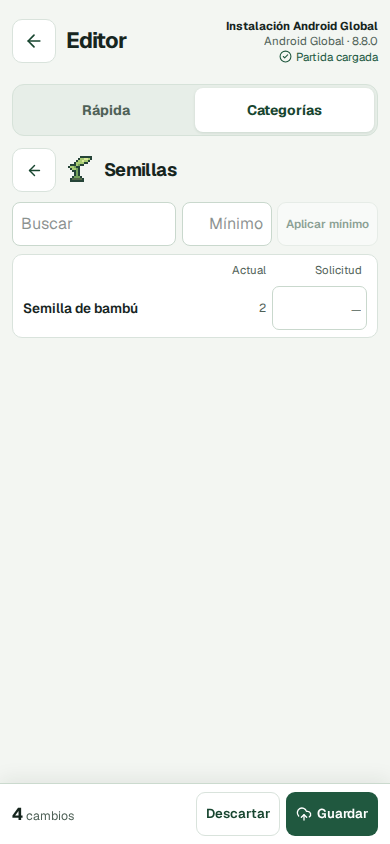 Editor
Instalación Android Global
Android Global · 8.8.0
Partida cargada
Rápida
Categorías
Semillas
Buscar
Mínimo
Aplicar mínimo
Actual
Solicitud
Semilla de bambú
2
—
4 cambios
Descartar
Guardar